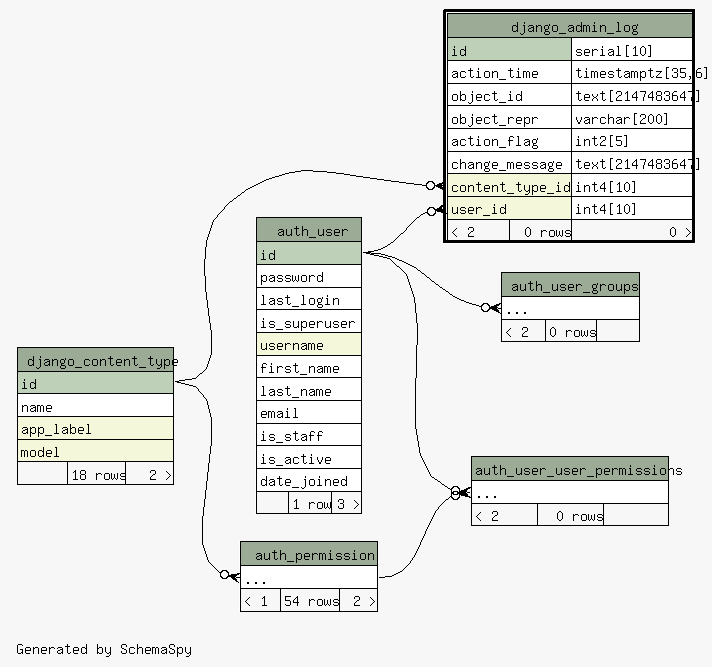 django_admin_log
id serial[10]
action_time timestamptz[35,6]
object_id text[2147483647]
object_repr varchar[200]
action_flag int2[5]
change_message text[2147483647]
content_type_id int4[10]
user_id int4[10]
< 2 0 rows 0 >
auth_user
id
password
last_login
is_superuser
username
first_name
last_name
email
is_staff
is_active
date_joined
1 row 3 >
auth_user_groups
...
< 2 0 rows
django_content_type
id
name
app_label
model
18 rows 2 >
auth_user_user_permissions
...
< 2 0 rows
auth_permission
...
< 1 54 rows 2 >
Generated by SchemaSpy